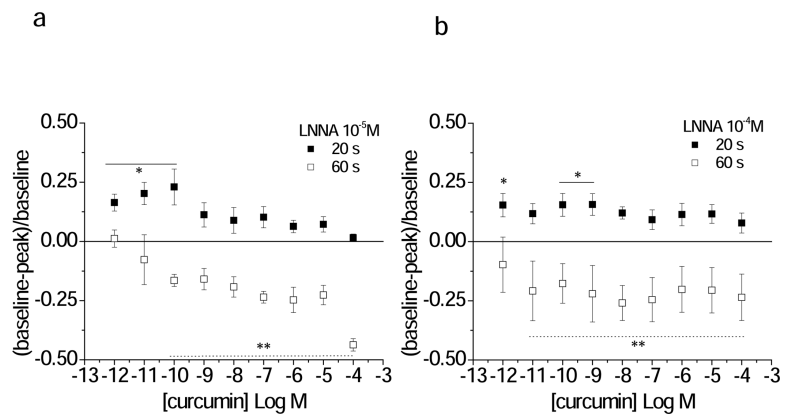 a
(baseline-peak)/baseline
0.50
0.25
0.00
-0.25
-0.50
LNNA 10-5M
20 s
60 s
*
**
-13 -12 -11 -10 -9 -8 -7 -6 -5 -4 -3
[curcumin] Log M
b
(baseline-peak)/baseline
0.50
0.25
0.00
-0.25
-0.50
LNNA 10-4M
20 s
60 s
*
*
**
-13 -12 -11 -10 -9 -8 -7 -6 -5 -4 -3
[curcumin] Log M